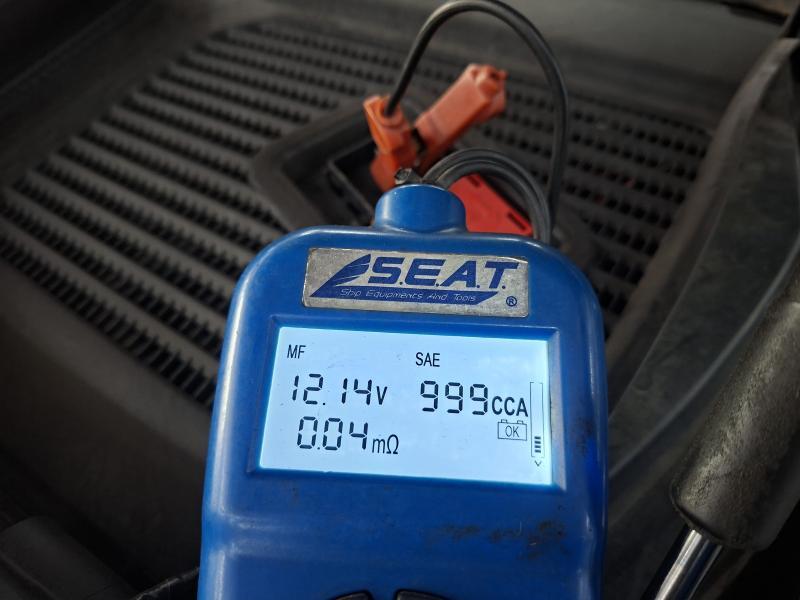 S.E.A.T.
Ship Equipments And Tools ®
MF SAE
12.14V 999CCA
0.04mΩ OK